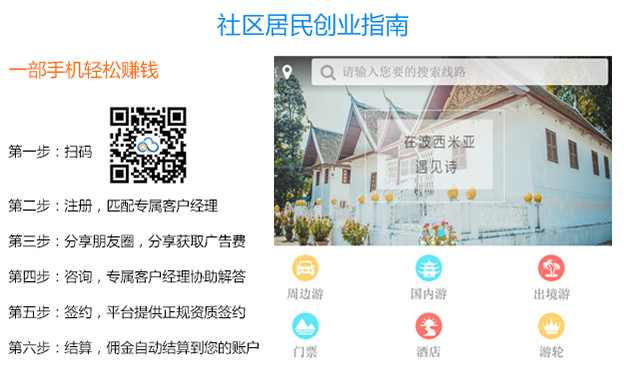 社区居民创业指南
一部手机轻松赚钱
第一步：扫码
第二步：注册，匹配专属客户经理
第三步：分享朋友圈，分享获取广告费
第四步：咨询，专属客户经理协助解答
第五步：签约，平台提供正规资质签约
第六步：结算，佣金自动结算到您的账户
请输入您要的搜索线路
在波西米亚
遇见诗
周边游
国内游
出境游
门票
酒店
游轮